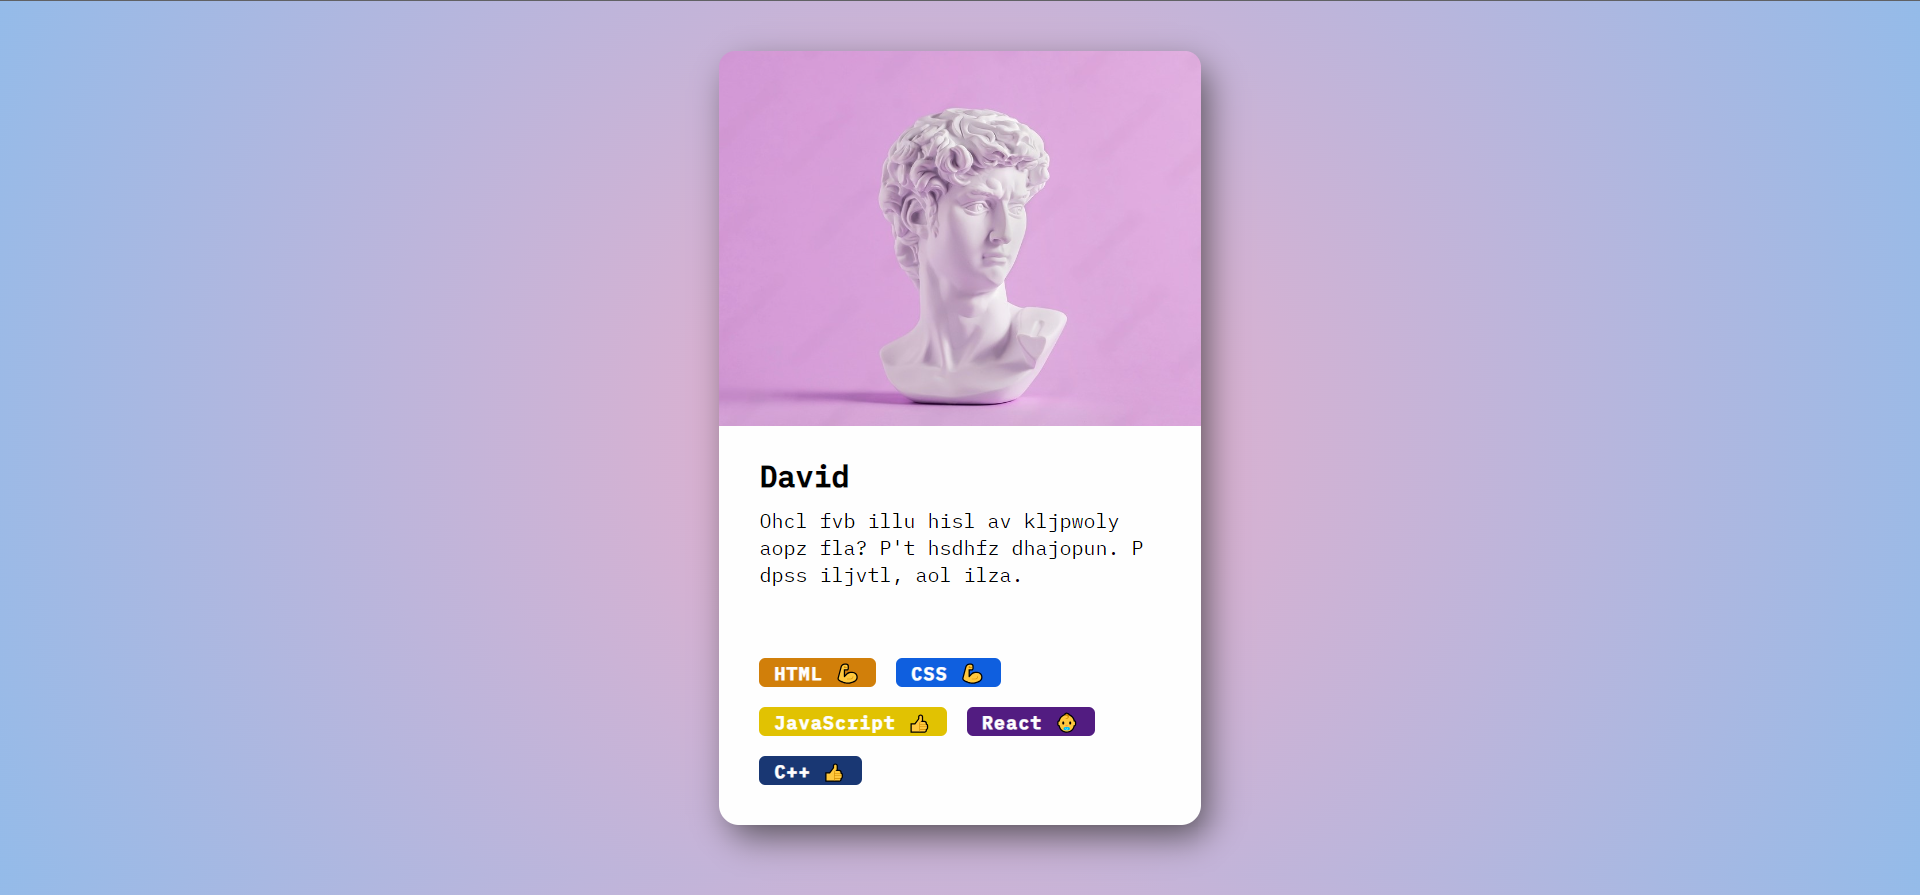 David
Ohcl fvb illu hisl av kljpwoly
aopz fla? P't hsdhfz dhajopun. P
dpss iljvtl, aol ilza.
HTML 💪 CSS 💪
JavaScript 👍 React 👶
C++ 👍